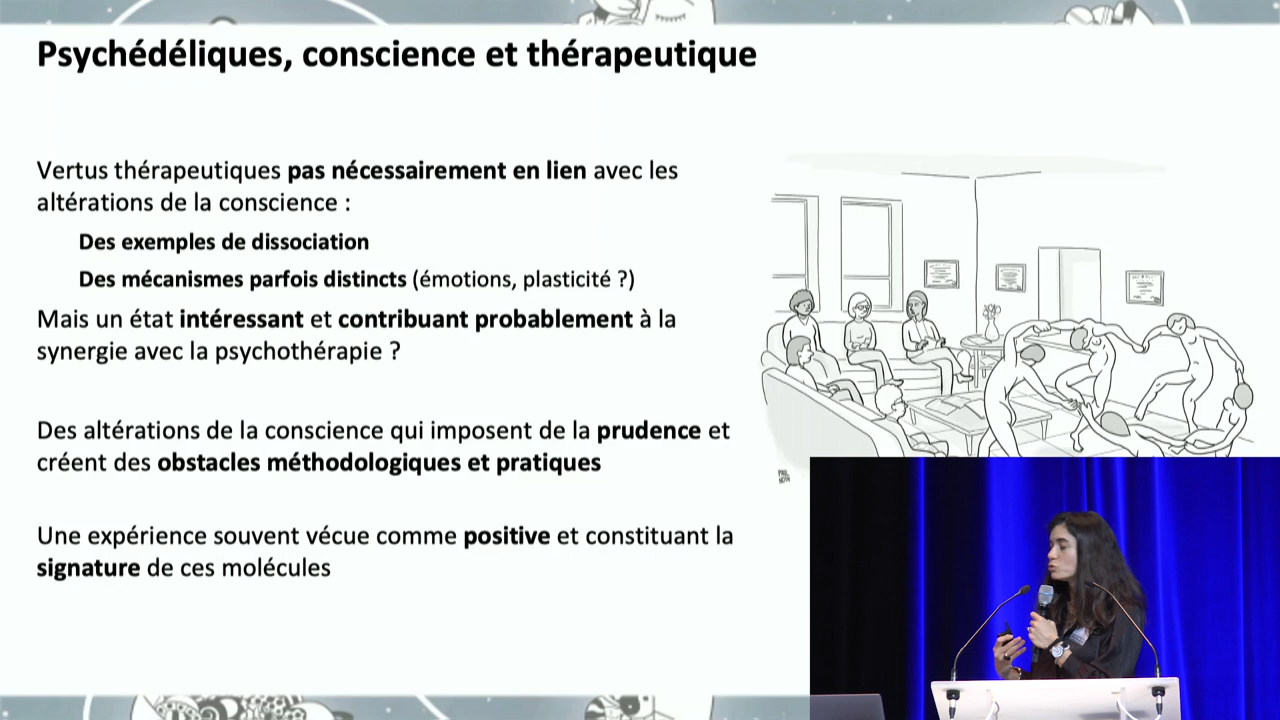 Psychédéliques, conscience et thérapeutique
Vertus thérapeutiques pas nécessairement en lien avec les
altérations de la conscience :
Des exemples de dissociation
Des mécanismes parfois distincts (émotions, plasticité ?)
Mais un état intéressant et contribuant probablement à la
synergie avec la psychothérapie ?
Des altérations de la conscience qui imposent de la prudence et
créent des obstacles méthodologiques et pratiques
Une expérience souvent vécue comme positive et constituant la
signature de ces molécules